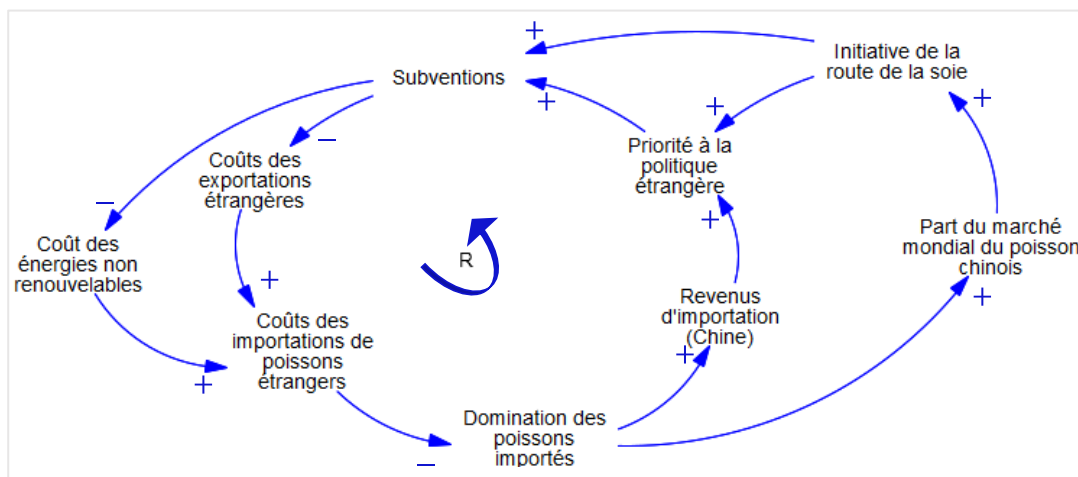 +
Initiative de la
route de la soie
Subventions
+
+
+
Priorité à la
politique
étrangère
−
Coûts des
exportations
étrangères
−
+
Part du marché
mondial du poisson
chinois
+
Coût des
énergies non
renouvelables
R
+
+
Revenus
d'importation
(Chine)
+
Coûts des
importations de
poissons
étrangers
+
Domination des
poissons
importés
−